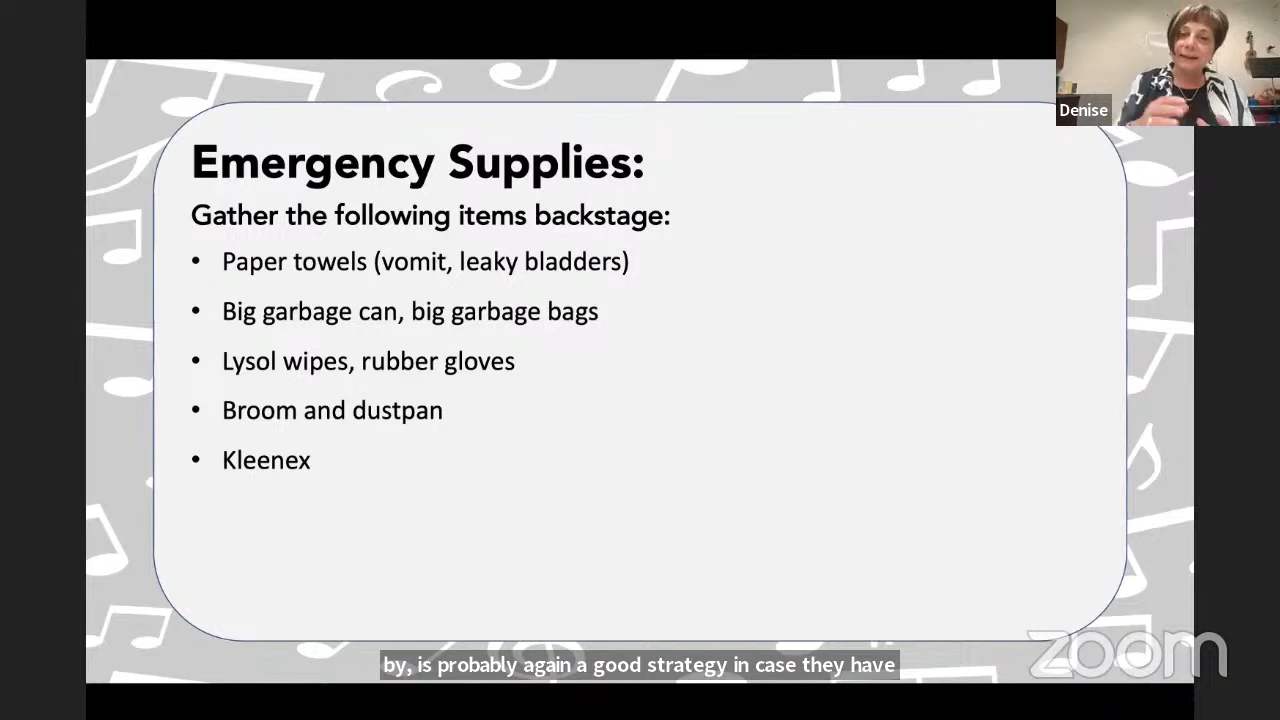 Denise
Emergency Supplies:
Gather the following items backstage:
• Paper towels (vomit, leaky bladders)
• Big garbage can, big garbage bags
• Lysol wipes, rubber gloves
• Broom and dustpan
• Kleenex
by, is probably again a good strategy in case they have
zoom